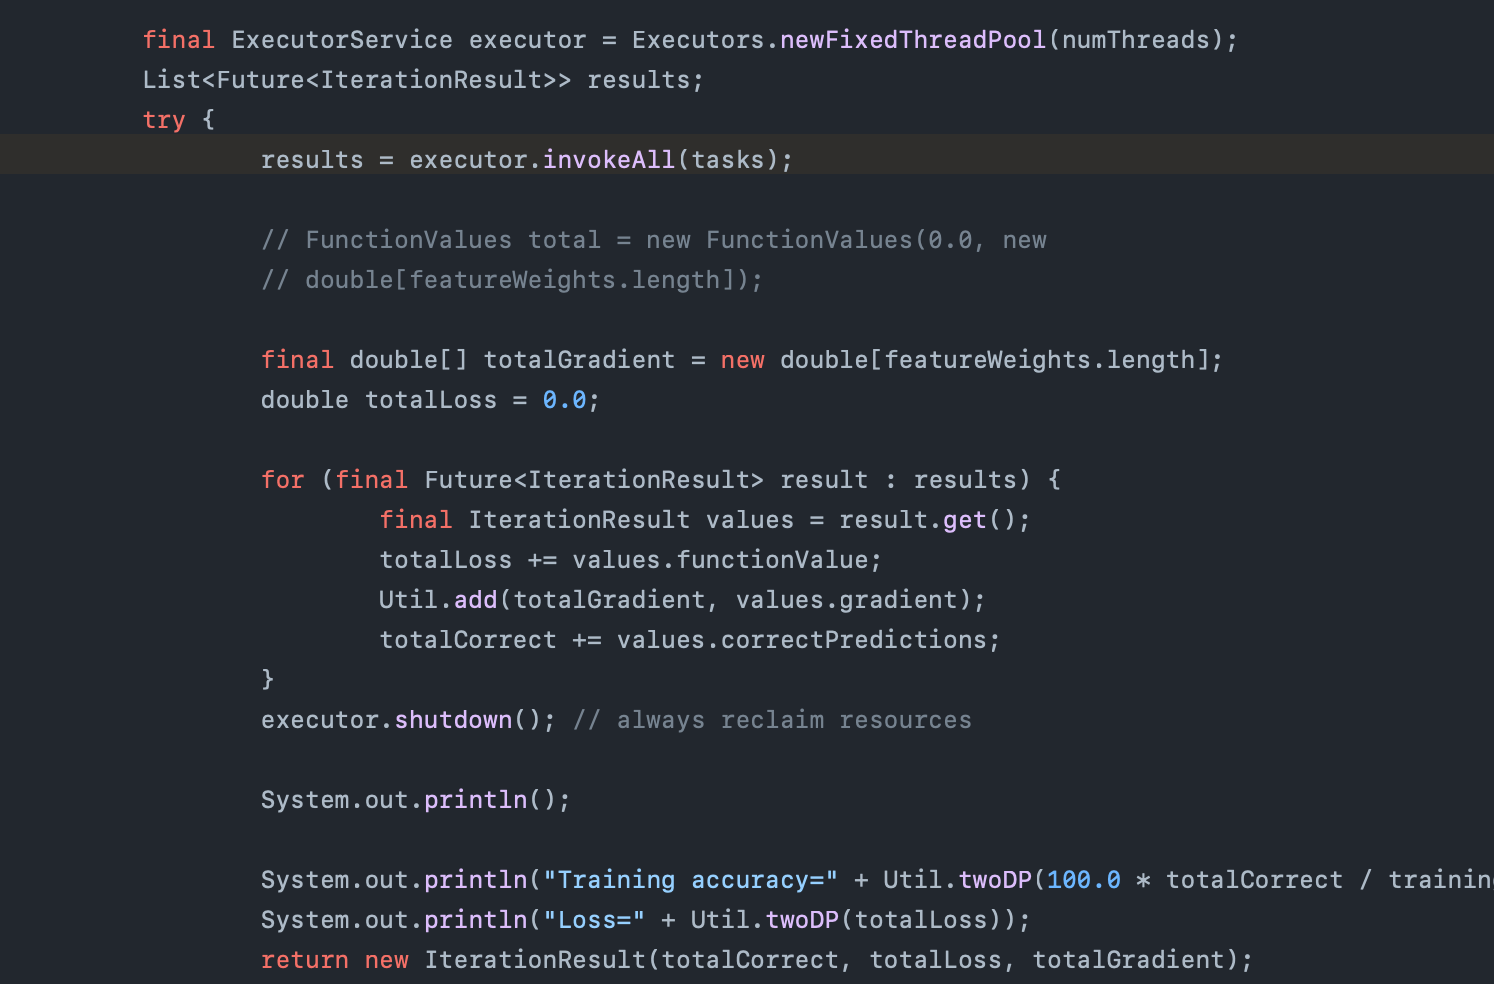 final ExecutorService executor = Executors.newFixedThreadPool(numThreads);
List<Future<IterationResult>> results;
try {
results = executor.invokeAll(tasks);
// FunctionValues total = new FunctionValues(0.0, new
// double[featureWeights.length]);
final double[] totalGradient = new double[featureWeights.length];
double totalLoss = 0.0;
for (final Future<IterationResult> result : results) {
final IterationResult values = result.get();
totalLoss += values.functionValue;
Util.add(totalGradient, values.gradient);
totalCorrect += values.correctPredictions;
}
executor.shutdown(); // always reclaim resources
System.out.println();
System.out.println("Training accuracy=" + Util.twoDP(100.0 * totalCorrect / trainin
System.out.println("Loss=" + Util.twoDP(totalLoss));
return new IterationResult(totalCorrect, totalLoss, totalGradient);